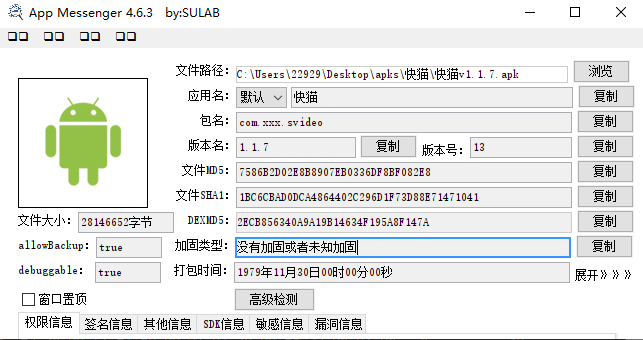 App Messenger 4.6.3 by:SULAB
文件路径: C:\Users\22929\Desktop\apks\快猫\快猫v1.1.7.apk 浏览
应用名: 默认 快猫 复制
包名: com.xxx.svideo 复制
版本名: 1.1.7 复制 版本号: 13 复制
文件MD5: 7586B2D02E8B8907EB0336DF8BF082E8 复制
文件SHA1: 1BC6CBAD0DCA4864402C296D1F73D88E71471041 复制
文件大小: 28146652字节 DEXMD5: 2ECB856340A9A19B14634F195A8F147A 复制
allowBackup: true 加固类型: 没有加固或者未知加固 复制
debuggable: true 打包时间: 1979年11月30日00时00分00秒 展开》》》
窗口置顶 高级检测
权限信息 签名信息 其他信息 SDK信息 敏感信息 漏洞信息